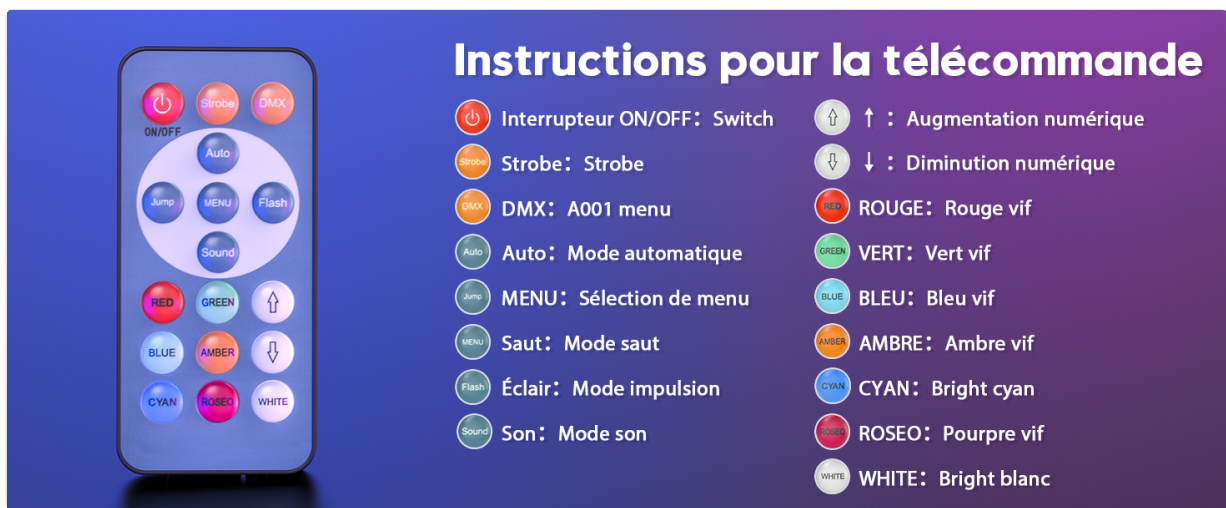 Instructions pour la télécommande
Strobe DMX
ON/OFF
Auto
Jump MENU Flash
Sound
RED GREEN
BLUE AMBER
CYAN ROSEO WHITE
Interrupteur ON/OFF: Switch
Strobe Strobe: Strobe
DMX DMX: A001 menu
Auto Auto: Mode automatique
Jump MENU: Sélection de menu
MENU Saut: Mode saut
Flash Éclair: Mode impulsion
Sound Son: Mode son
↑ : Augmentation numérique
↓ : Diminution numérique
RED ROUGE: Rouge vif
GREEN VERT: Vert vif
BLUE BLEU: Bleu vif
AMBER AMBRE: Ambre vif
CYAN CYAN: Bright cyan
ROSEO ROSEO: Pourpre vif
WHITE WHITE: Bright blanc